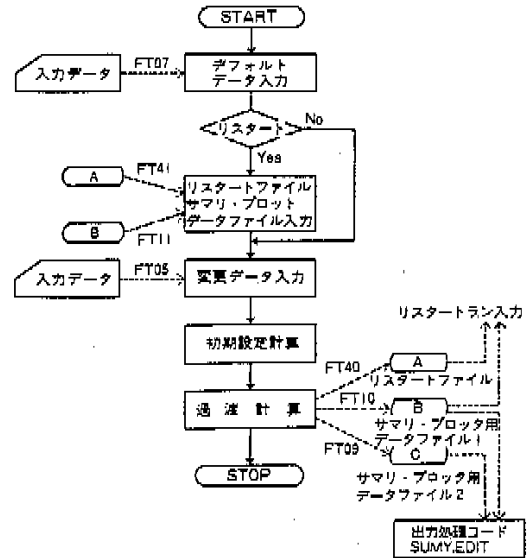 START
入力データ
FT07
デフォルト
データ入力
リスタート
No
Yes
A
FT41
リスタートファイル
サマリ・プロット
データファイル入力
B
FT11
入力データ
FT05
変更データ入力
リスタートラン入力
初期設定計算
FT40
A
リスタートファイル
過渡計算
FT10
B
サマリ・プロッタ用
データファイル1
FT09
C
STOP
サマリ・プロッタ用
データファイル2
出力処理コード
SUMY.EDIT